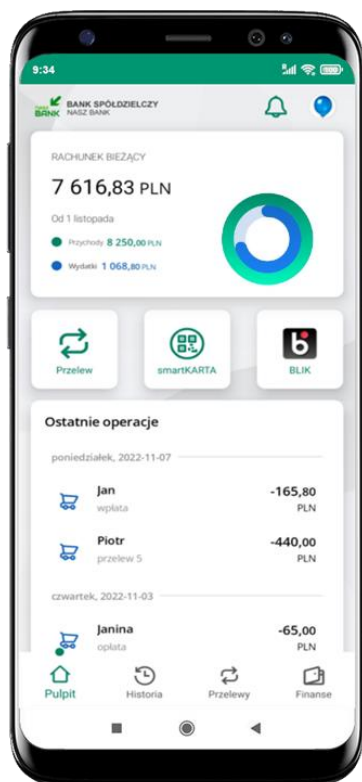 9:34
NASZ
BANK
BANK SPÓŁDZIELCZY
NASZ BANK
RACHUNEK BIEŻĄCY
7 616,83 PLN
Od 1 listopada
Przychody 8 250,00 PLN
Wydatki 1 068,80 PLN
Przelew
smartKARTA
BLIK
Ostatnie operacje
poniedziałek, 2022-11-07
Jan -165,80
wpłata PLN
Piotr -440,00
przelew 5 PLN
czwartek, 2022-11-03
Janina -65,00
opłata PLN
Pulpit Historia Przelewy Finanse